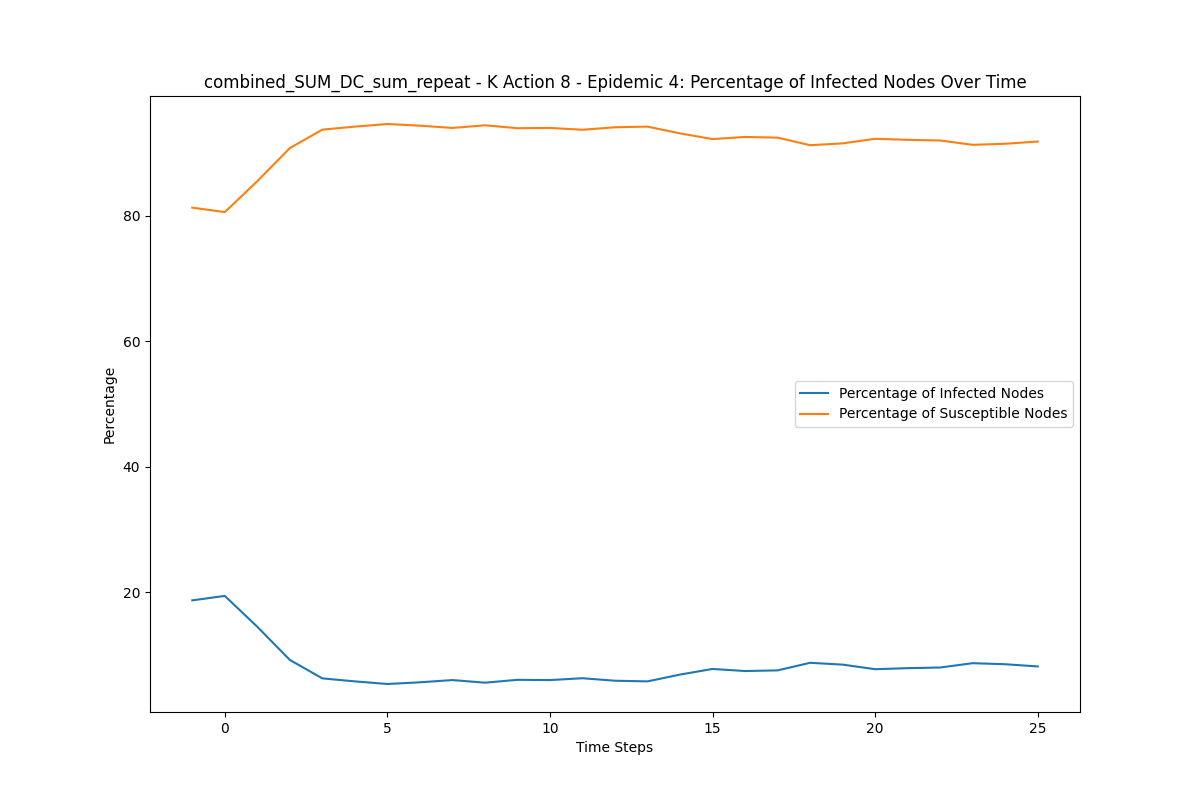 combined_SUM_DC_sum_repeat - K Action 8 - Epidemic 4: Percentage of Infected Nodes Over Time
Percentage
80
60
40
20
Percentage of Infected Nodes
Percentage of Susceptible Nodes
0 5 10 15 20 25
Time Steps